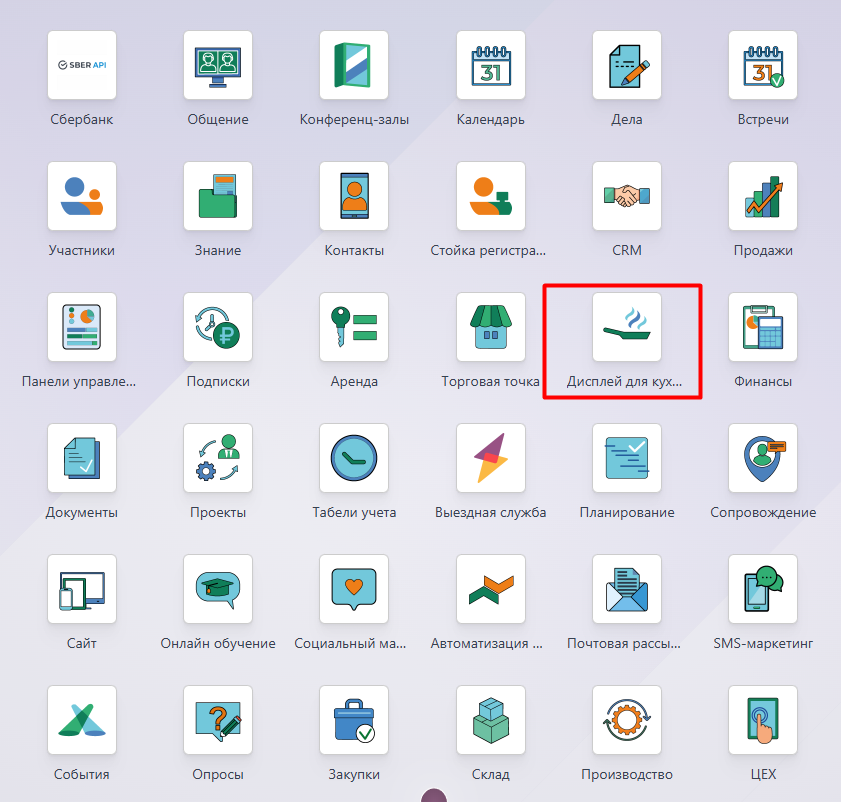 SBER API
Сбербанк
Общение
Конференц-залы
31
Календарь
Дела
31
Встречи
Участники
Знание
Контакты
Стойка регистра...
CRM
Продажи
Панели управле...
Подписки
Аренда
Торговая точка
Дисплей для кух...
Финансы
Документы
Проекты
Табели учета
Выездная служба
Планирование
Сопровождение
Сайт
Онлайн обучение
Социальный ма...
Автоматизация ...
Почтовая рассы...
SMS-маркетинг
События
Опросы
Закупки
Склад
Производство
ЦЕХ